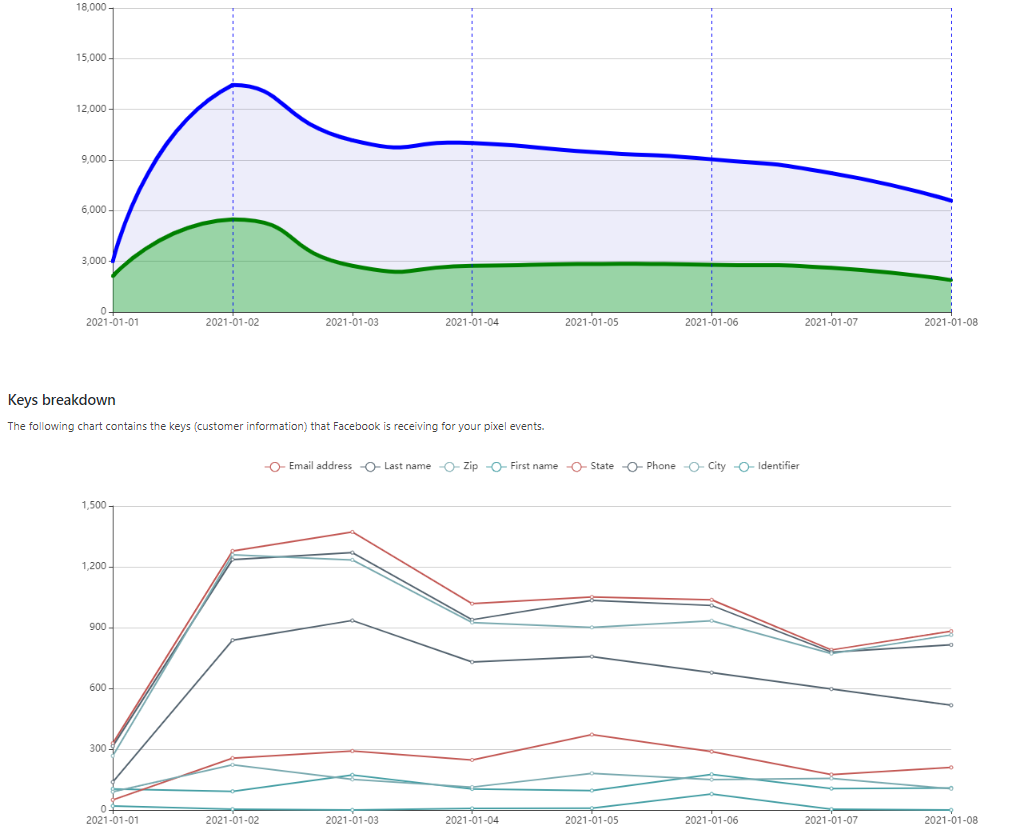 18,000
15,000
12,000
9,000
6,000
3,000
0
2021-01-01 2021-01-02 2021-01-03 2021-01-04 2021-01-05 2021-01-06 2021-01-07 2021-01-08
Keys breakdown
The following chart contains the keys (customer information) that Facebook is receiving for your pixel events.
Email address Last name Zip First name State Phone City Identifier
1,500
1,200
900
600
300
0
2021-01-01 2021-01-02 2021-01-03 2021-01-04 2021-01-05 2021-01-06 2021-01-07 2021-01-08